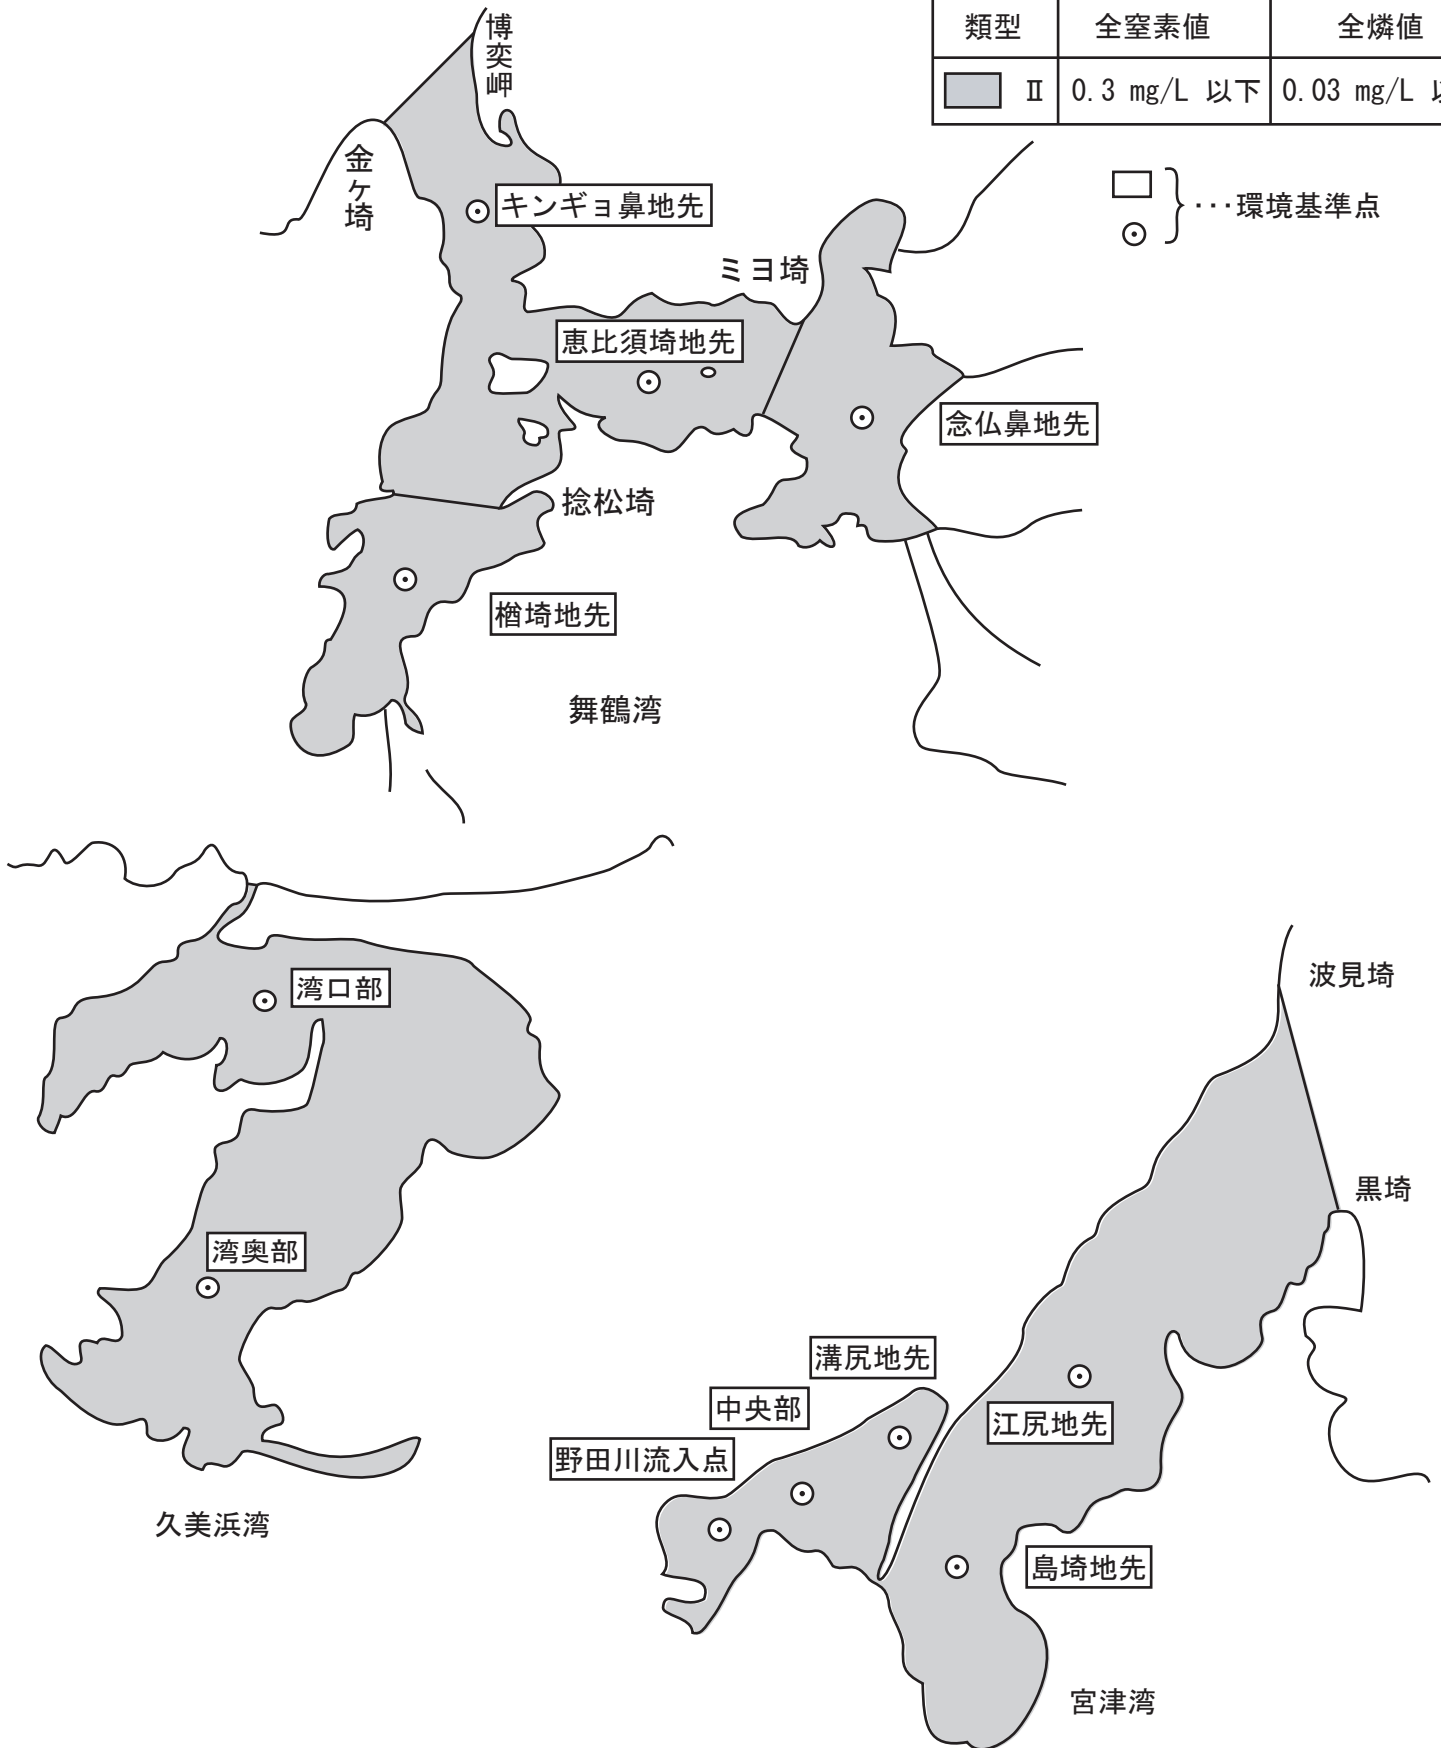 類型 全窒素値 全燐値
Ⅱ 0.3 mg/L 以下 0.03 mg/L
･･･環境基準点
博奕岬
金ヶ埼
キンギョ鼻地先
ミヨ埼
恵比須埼地先
念仏鼻地先
捻松埼
楢埼地先
舞鶴湾
湾口部
湾奥部
久美浜湾
波見埼
黒埼
溝尻地先
中央部
江尻地先
野田川流入点
島埼地先
宮津湾